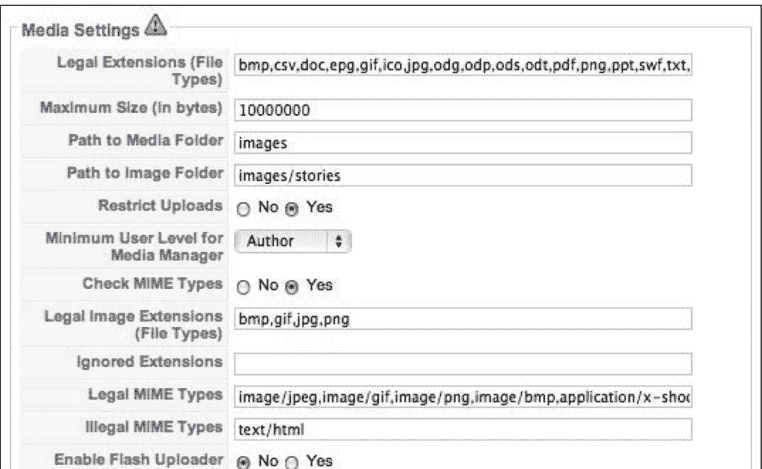 Media Settings
Legal Extensions (File Types) bmp,csv,doc,epg,gif,ico,jpg,odg,odp,ods,odt,pdf,png,ppt,swf,txt,
Maximum Size (in bytes) 10000000
Path to Media Folder images
Path to Image Folder images/stories
Restrict Uploads No Yes
Minimum User Level for Media Manager Author
Check MIME Types No Yes
Legal Image Extensions (File Types) bmp,gif,jpg,png
Ignored Extensions
Legal MIME Types image/jpeg,image/gif,image/png,image/bmp,application/x-shoc
Illegal MIME Types text/html
Enable Flash Uploader No Yes